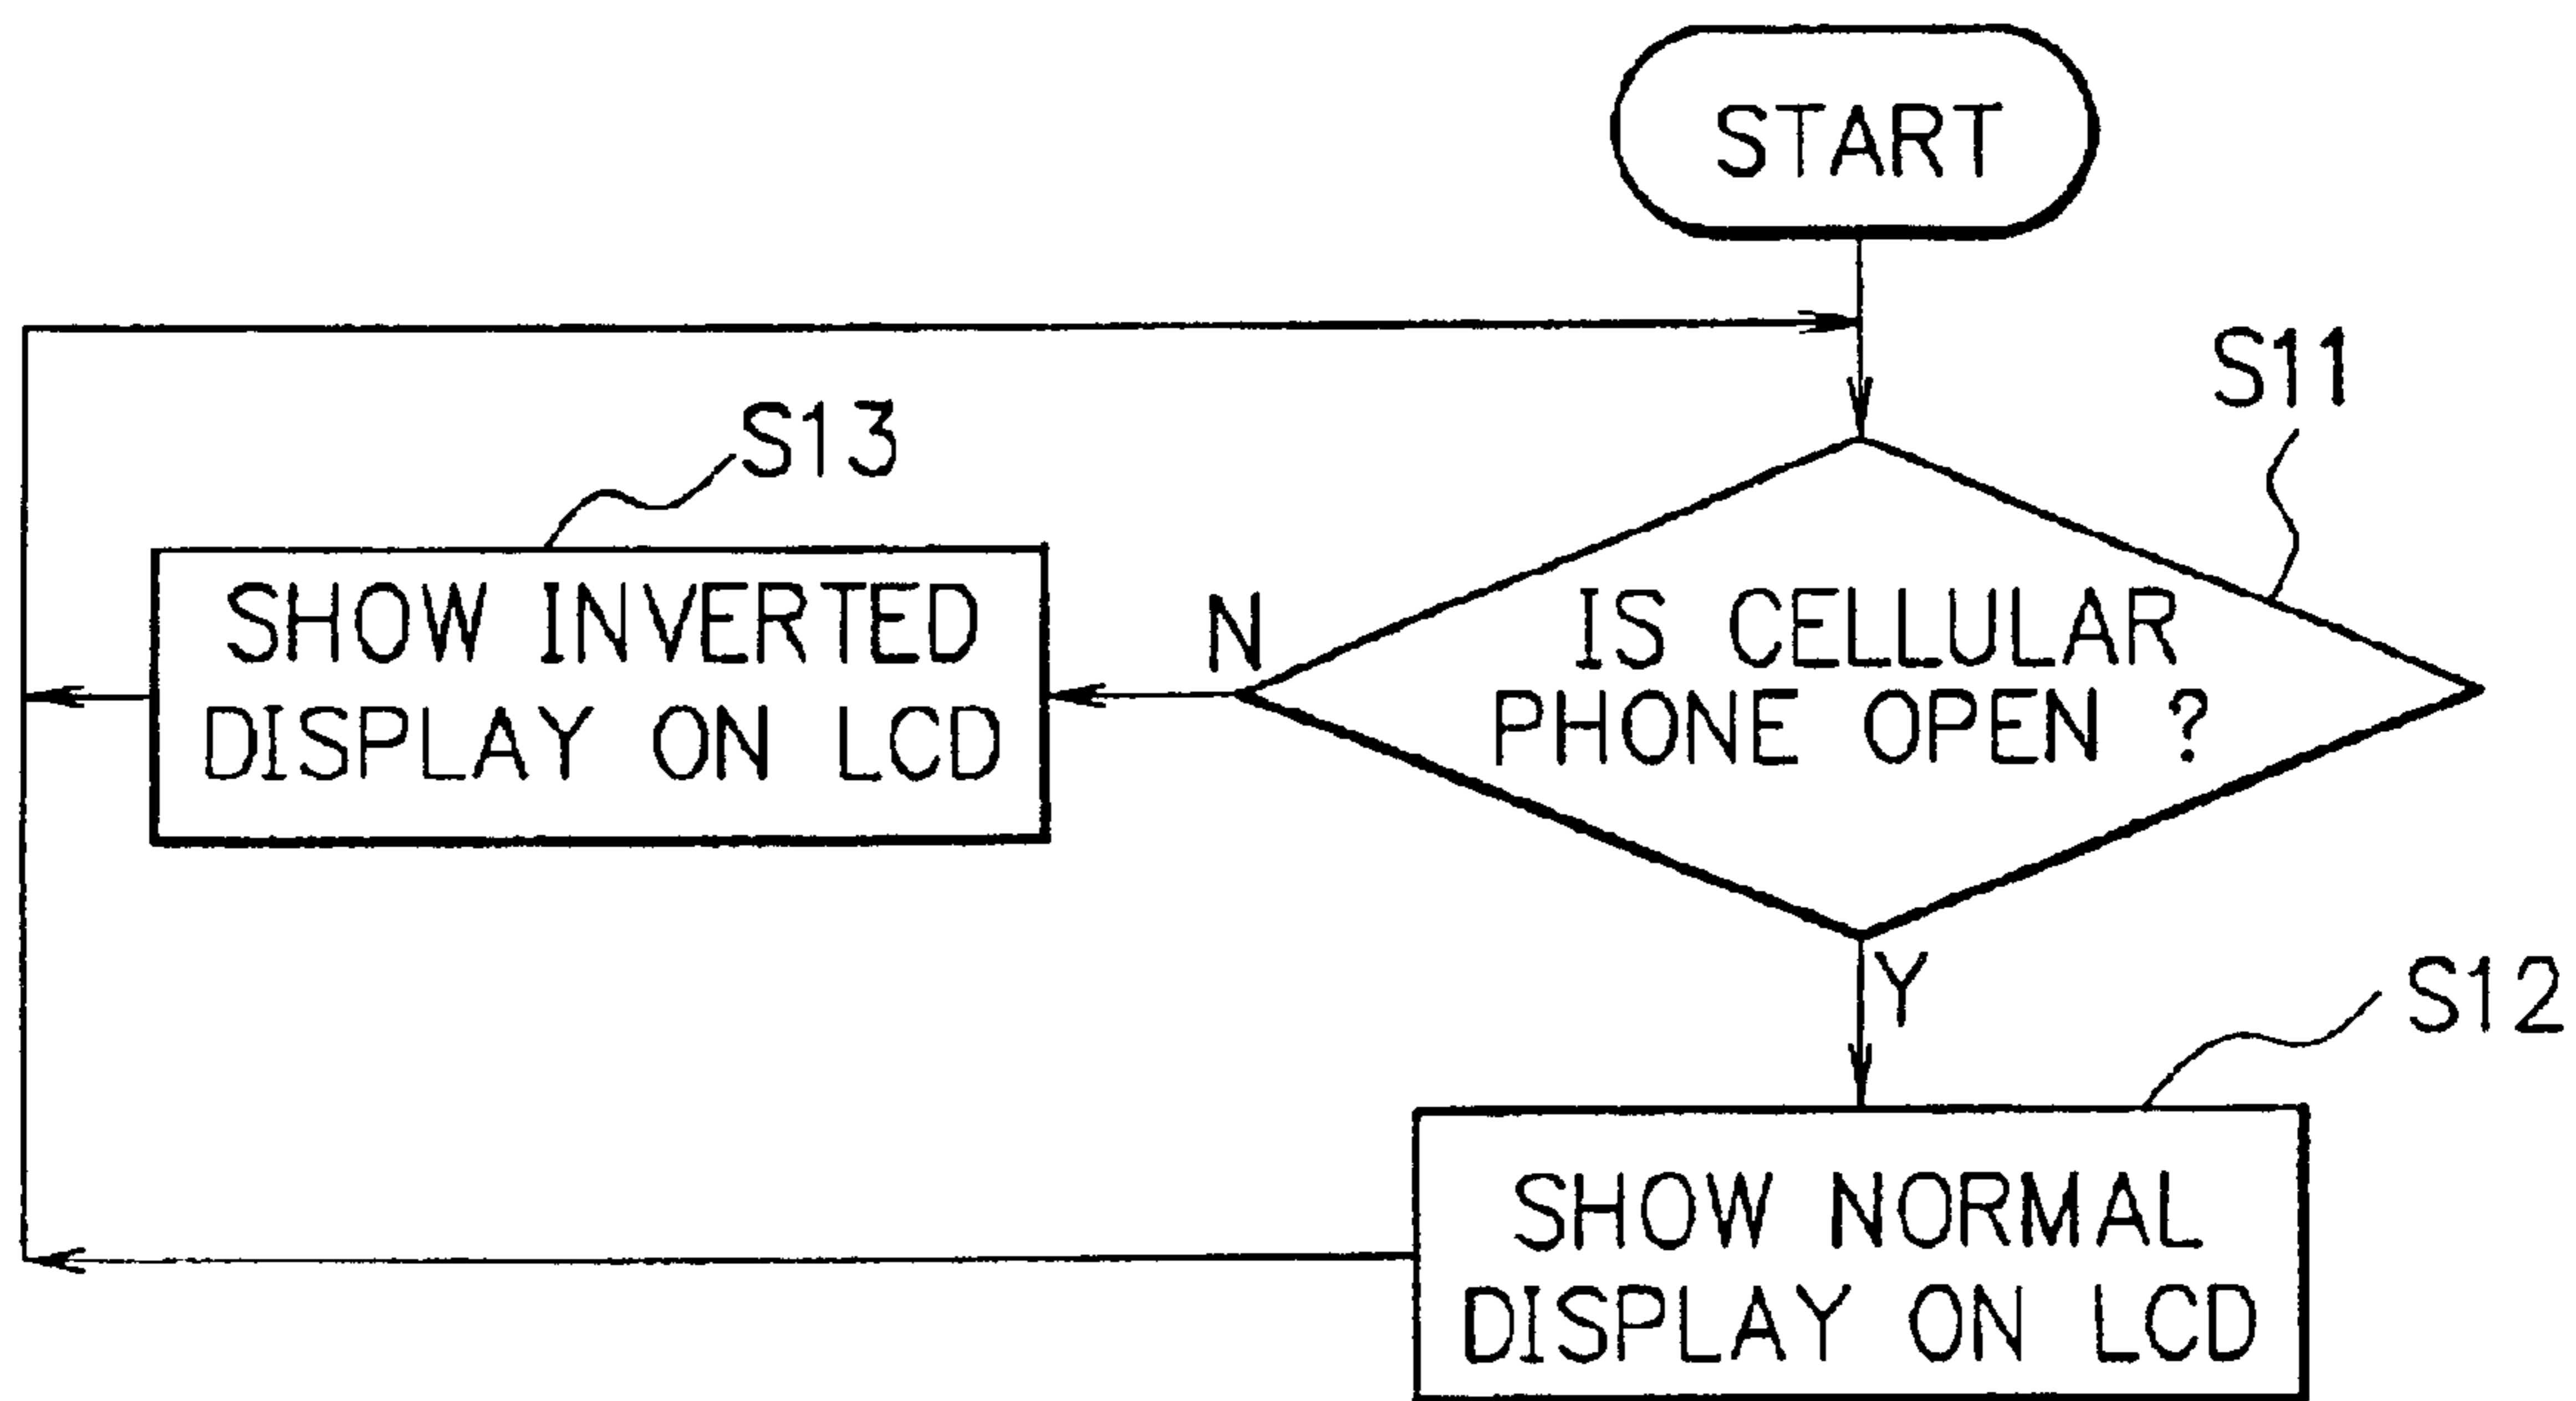 START
S11
S13
IS CELLULAR
PHONE OPEN ?
N
SHOW INVERTED
DISPLAY ON LCD
Y
S12
SHOW NORMAL
DISPLAY ON LCD